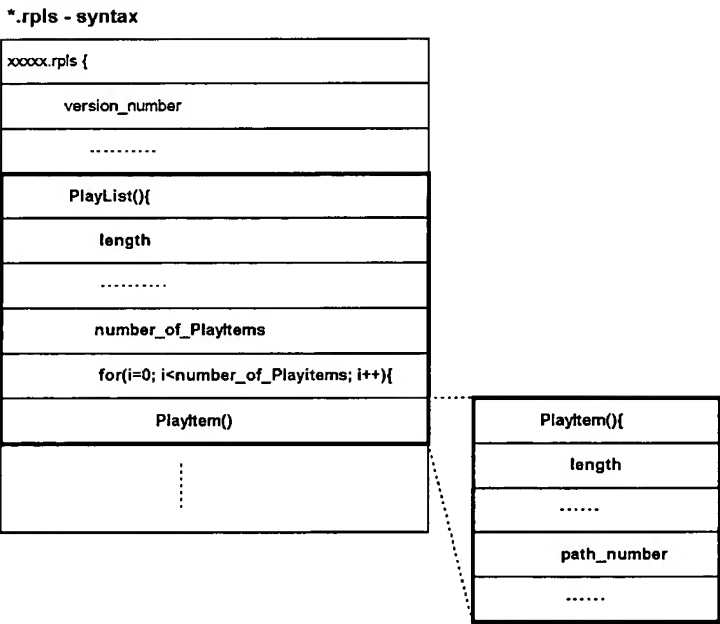 *.rpls - syntax
xxxxx.rpls {
version_number
..........
PlayList(){
length
..........
number_of_PlayItems
for(i=0; i<number_of_Playitems; i++){
PlayItem()
PlayItem(){
length
......
path_number
......